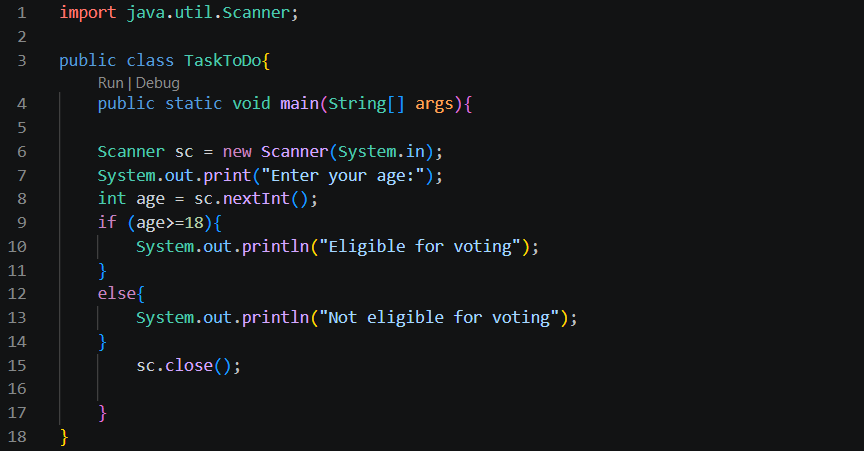 1 import java.util.Scanner;
2
3 public class TaskToDo{
Run | Debug
4 public static void main(String[] args){
5
6 Scanner sc = new Scanner(System.in);
7 System.out.print("Enter your age:");
8 int age = sc.nextInt();
9 if (age>=18){
10 System.out.println("Eligible for voting");
11 }
12 else{
13 System.out.println("Not eligible for voting");
14 }
15 sc.close();
16
17 }
18 }